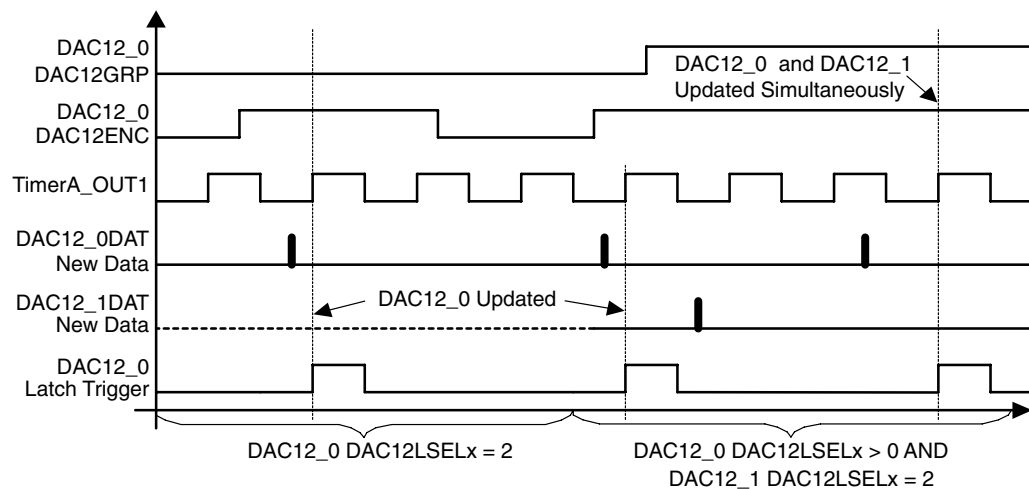 DAC12_0
DAC12GRP
DAC12_0 and DAC12_1
Updated Simultaneously
DAC12_0
DAC12ENC
TimerA_OUT1
DAC12_0DAT
New Data
DAC12_1DAT
New Data
DAC12_0 Updated
DAC12_0
Latch Trigger
DAC12_0 DAC12LSELx = 2
DAC12_0 DAC12LSELx > 0 AND
DAC12_1 DAC12LSELx = 2